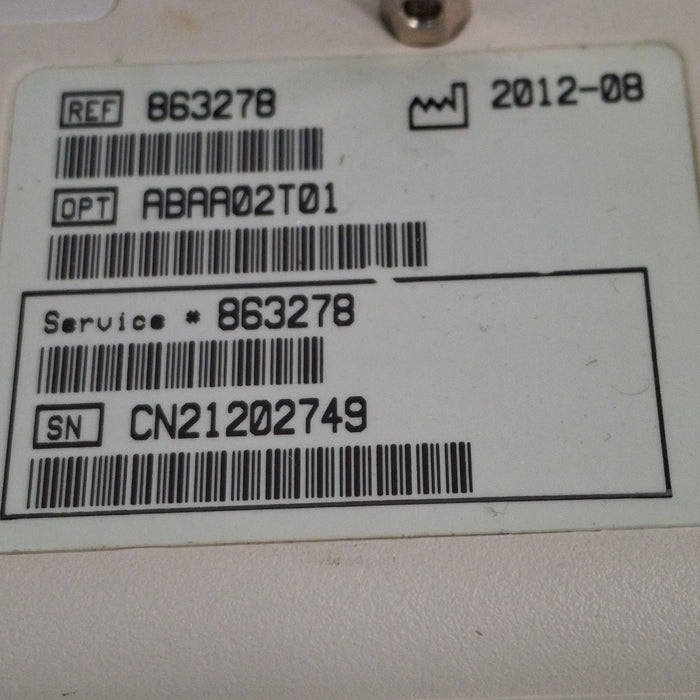 REF 863278 2012-08
OPT ABAA02T01
Service # 863278
SN CN21202749